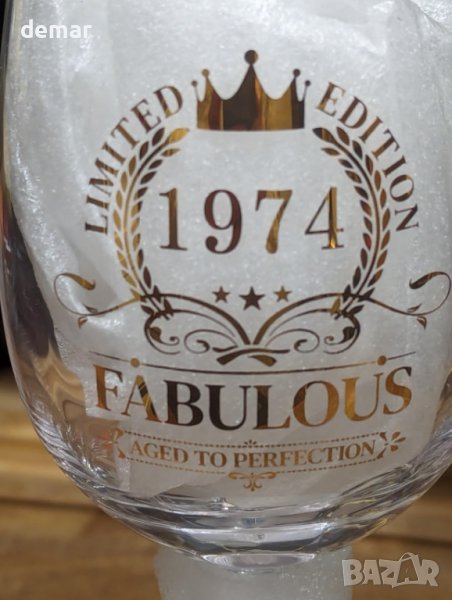 demar
LIMITED EDITION
1974
FABULOUS
AGED TO PERFECTION
BAZAR